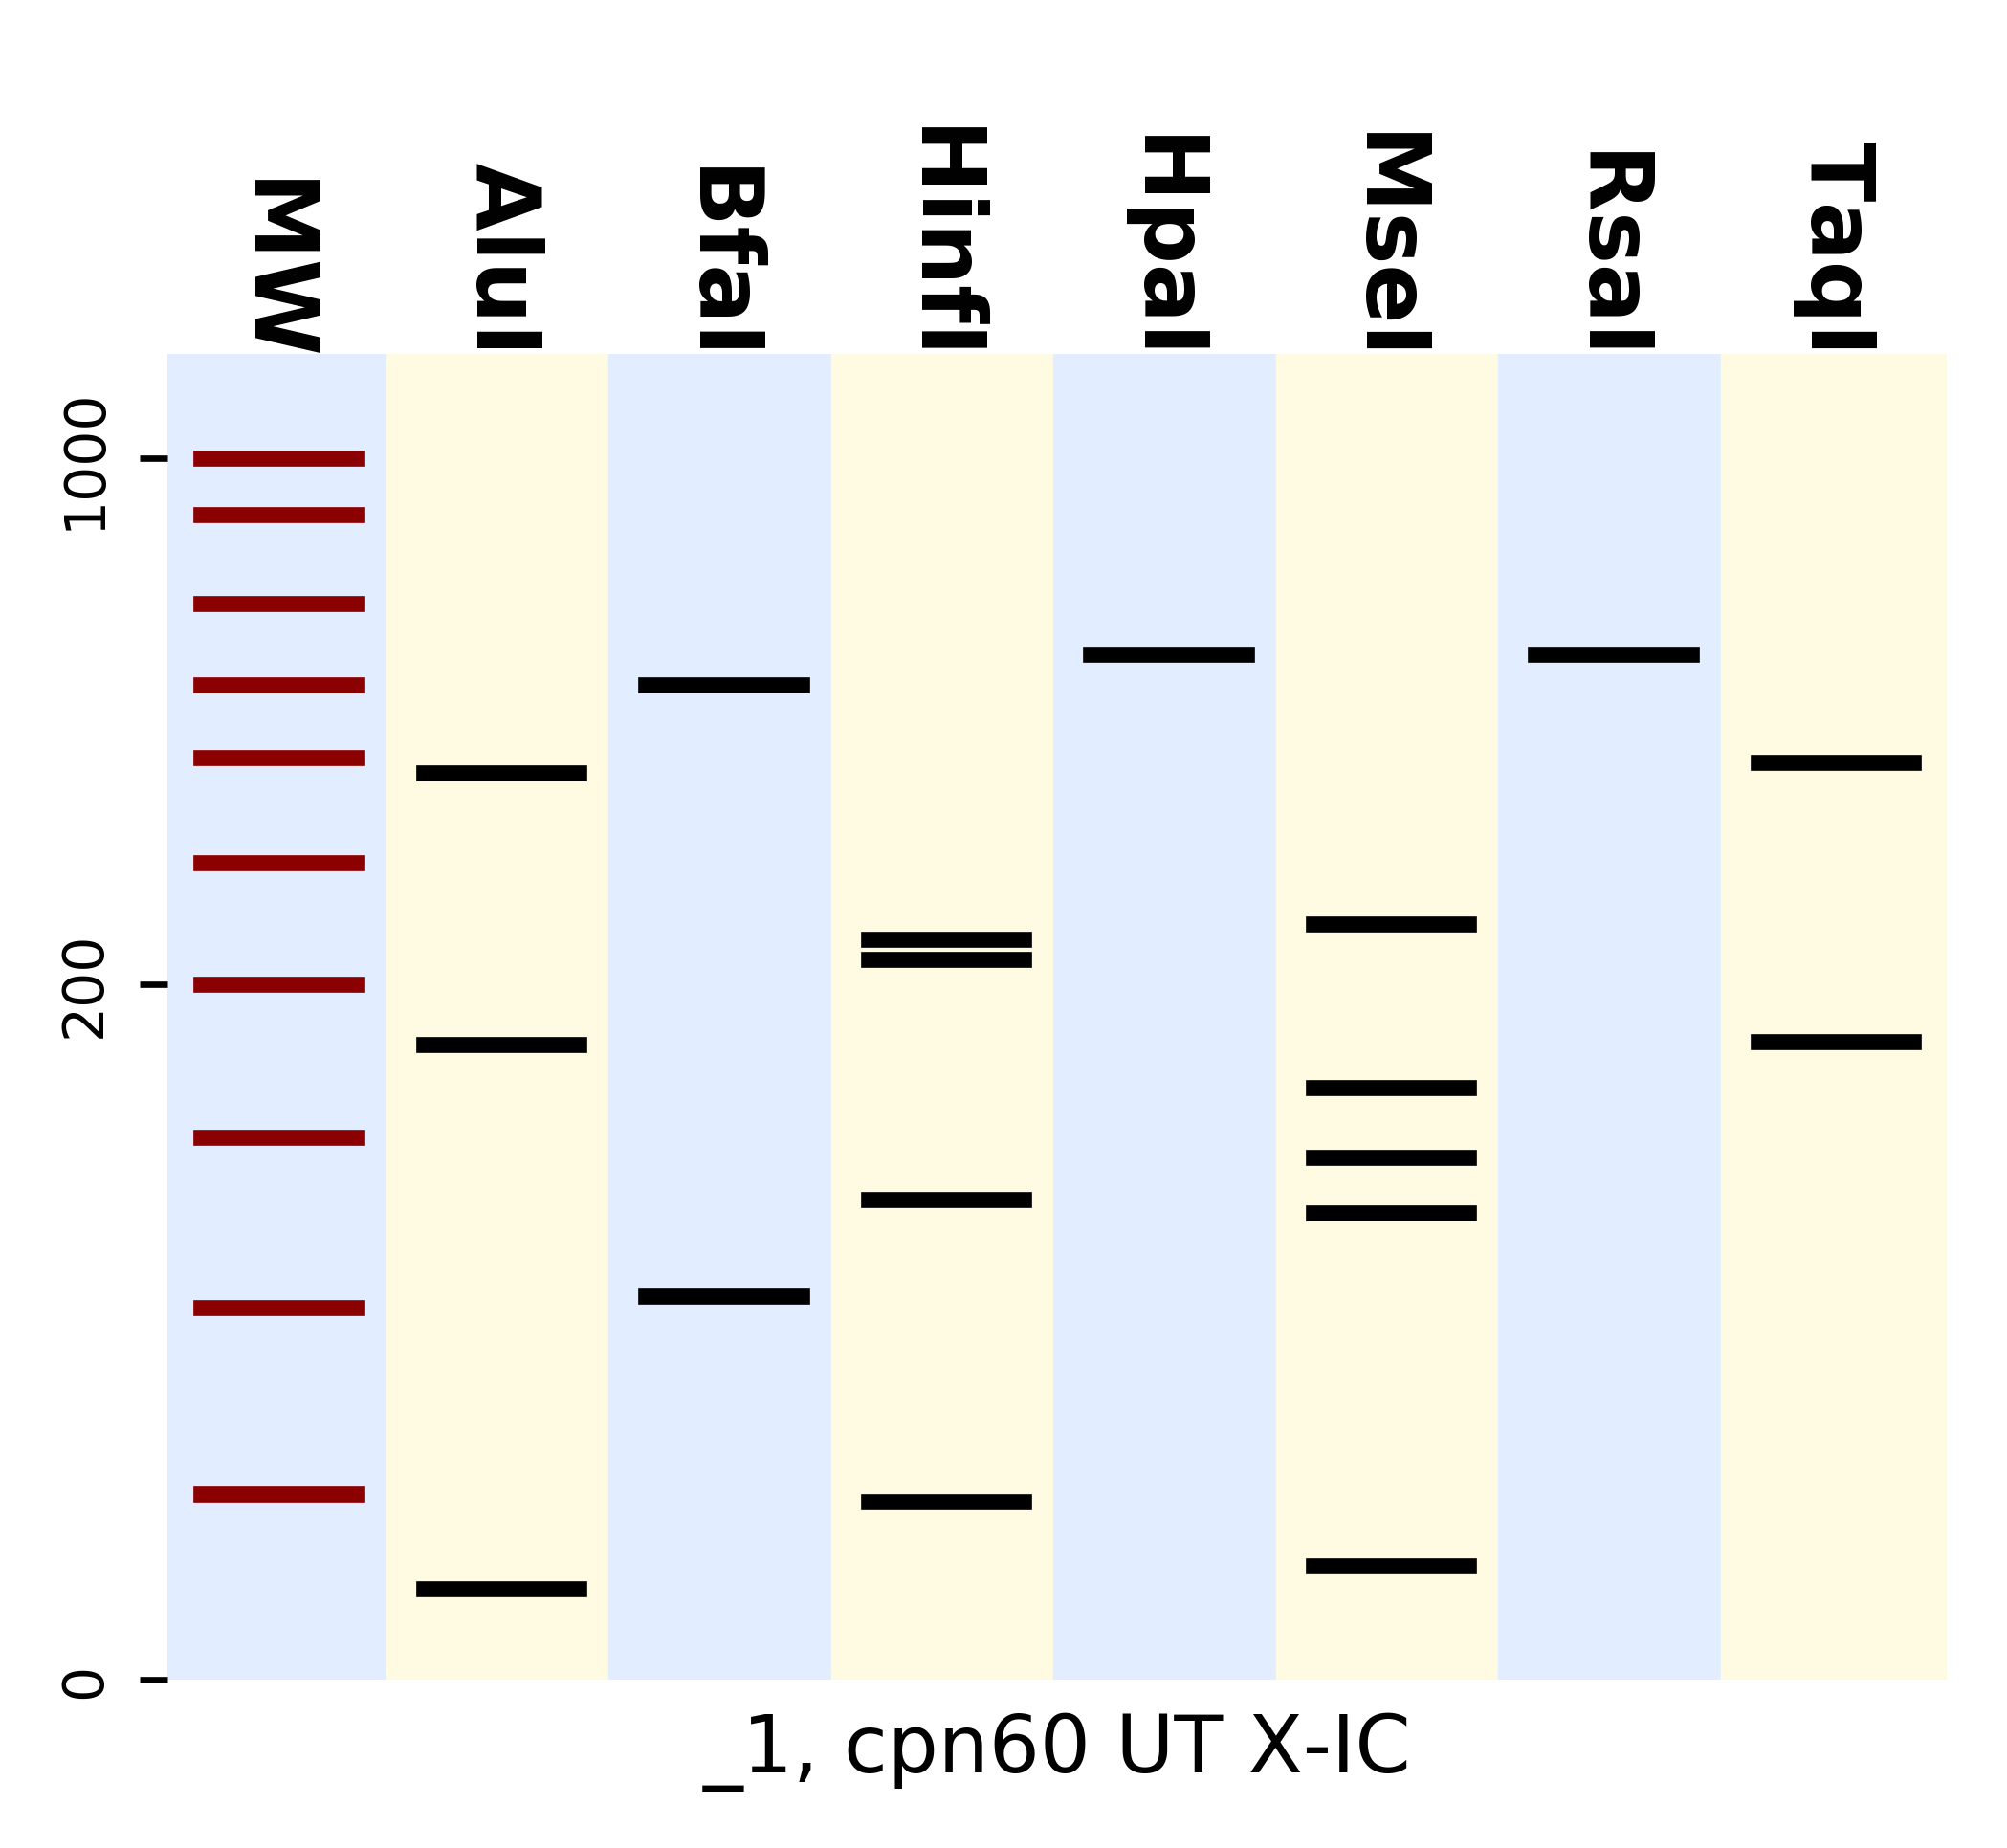 MW
AluI
BfaI
HinfI
HpaI
MseI
RsaI
TaqI
1000
200
0
_1, cpn60 UT X-IC